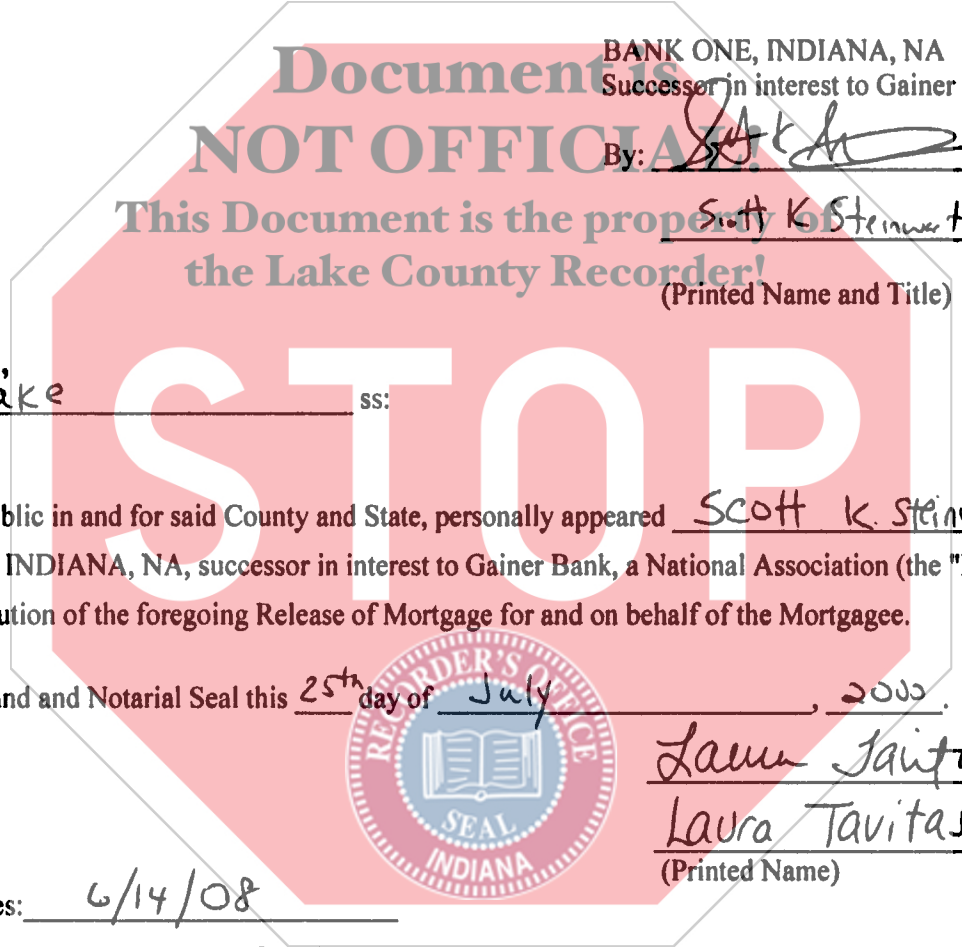 BANK ONE, INDIANA, NA
Successor in interest to Gainer
Document is
NOT OFFICIAL!
By:
This Document is the property of
Scott K Steinwart
the Lake County Recorder!
(Printed Name and Title)
ake ss:
STOP
blic in and for said County and State, personally appeared Scott K. Stein
INDIANA, NA, successor in interest to Gainer Bank, a National Association (the "
ution of the foregoing Release of Mortgage for and on behalf of the Mortgagee.
and and Notarial Seal this 25th day of July, 2000.
RECORDER'S OFFICE
SEAL
INDIANA
Laura Tavitas
(Printed Name)
es: 6/14/08